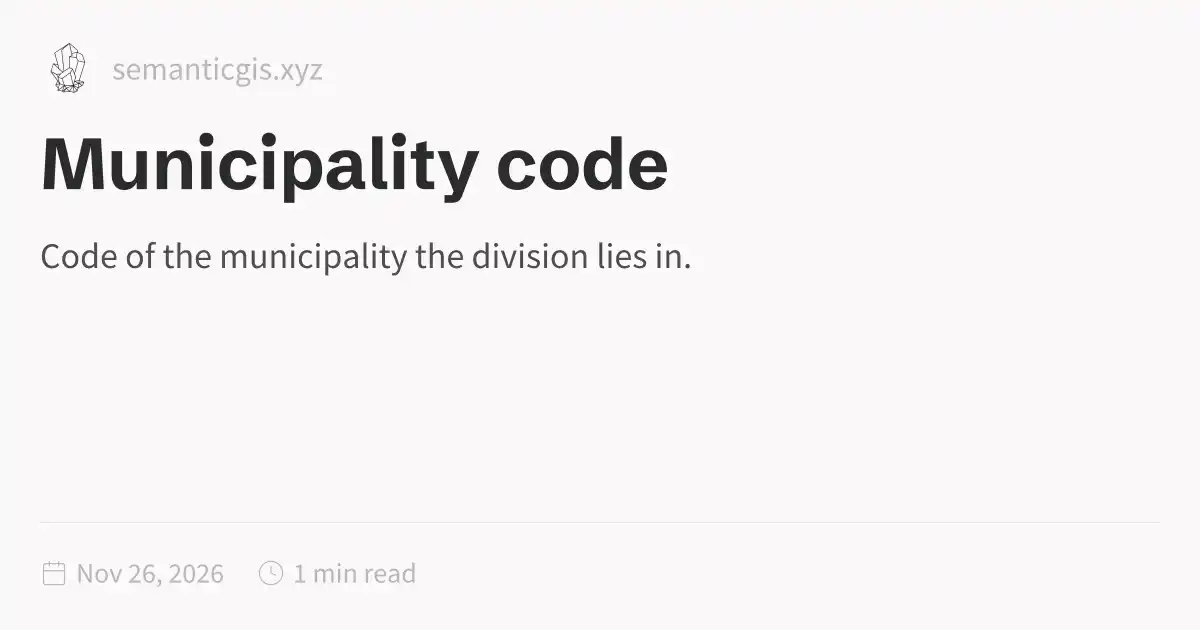 semanticgis.xyz
Municipality code
Code of the municipality the division lies in.
Nov 26, 2026 1 min read